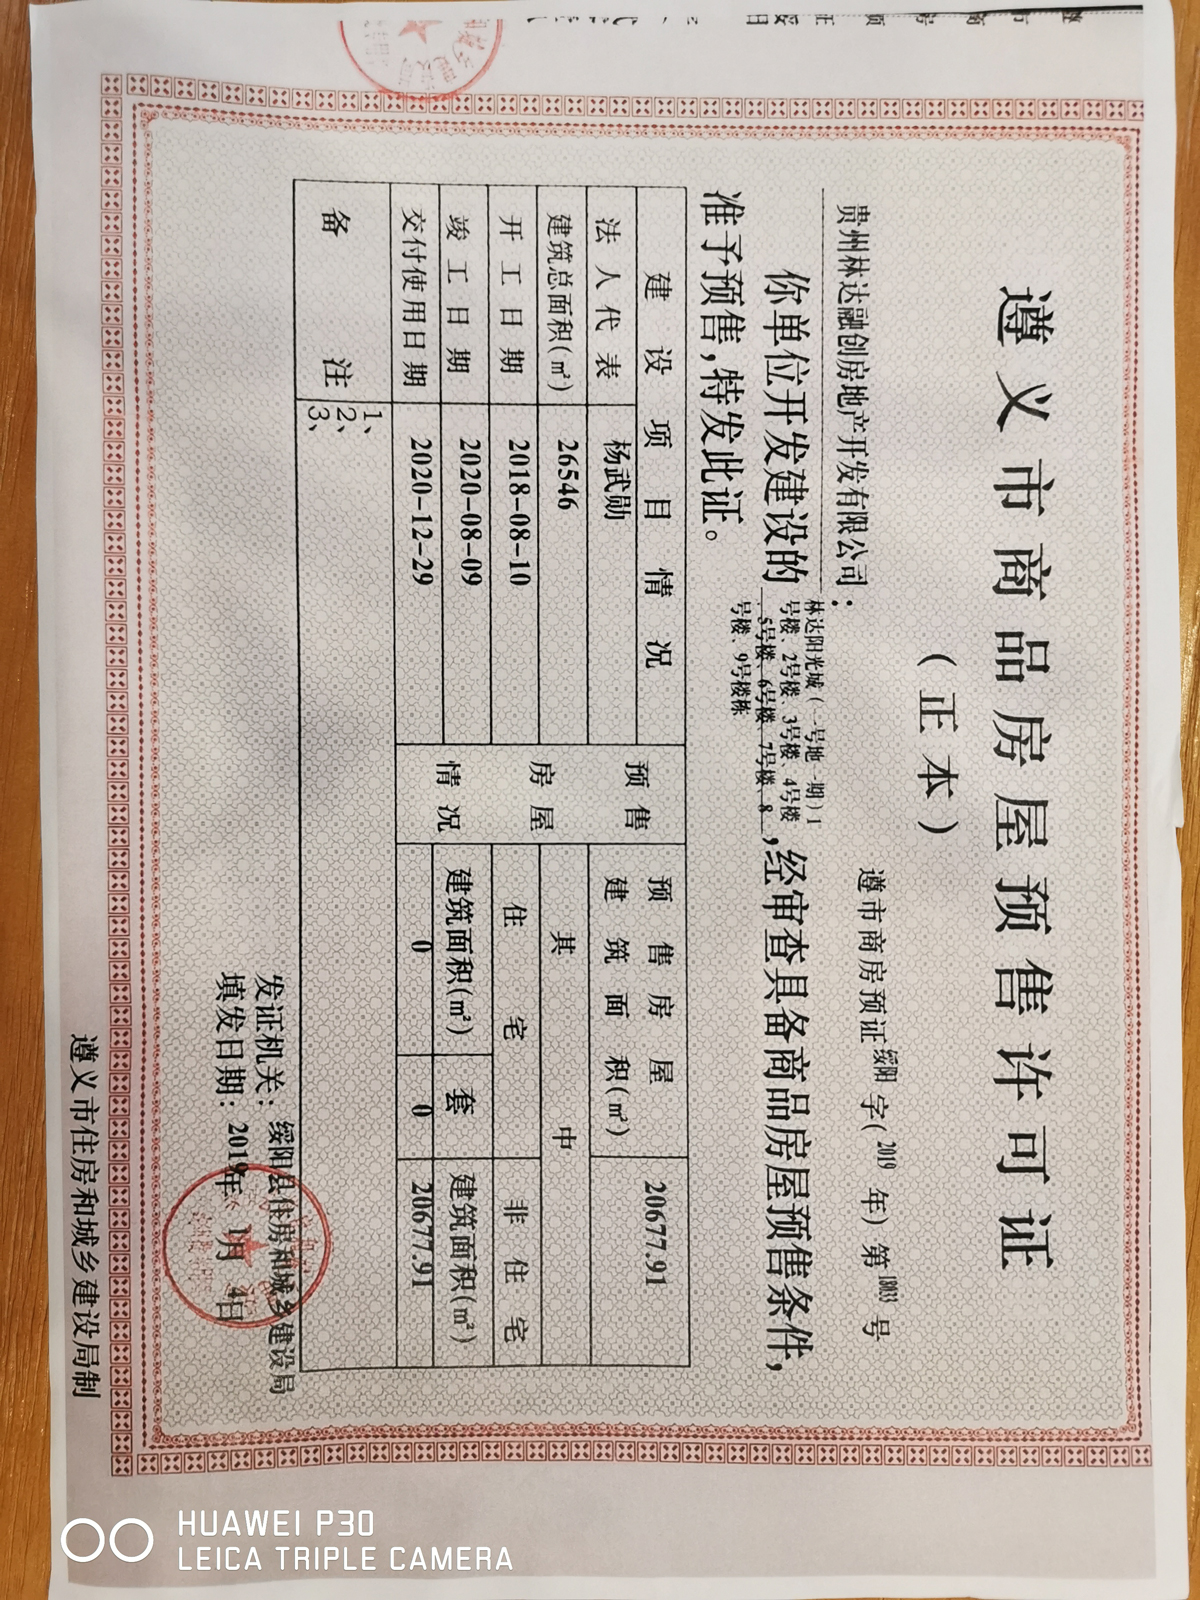 遵义市商品房屋预售许可证
（正本）
遵市商房预证绥阳字（2019年）第18033号
贵州林达融创房地产开发有限公司：
你单位开发建设的林达阳光城（一号地一期）1
号楼、2号楼、3号楼、4号楼
、5号楼、6号楼、7号楼、8
号楼、9号楼栋，经审查具备商品房屋预售条件，
准予预售，特发此证。
建设项目情况
法人代表 杨武勋
建筑总面积（㎡） 26546
开工日期 2018-08-10
竣工日期 2020-08-09
交付使用日期 2020-12-29
预售房屋情况
预售房屋建筑面积（㎡） 20677.91
其中
住宅 非住宅
建筑面积（㎡） 套 建筑面积（㎡）
0 0 20677.91
备注
1、
2、
3、
发证机关：绥阳县住房和城乡建设局
填发日期：2019年 1月 4日
遵义市住房和城乡建设局制
HUAWEI P30
LEICA TRIPLE CAMERA